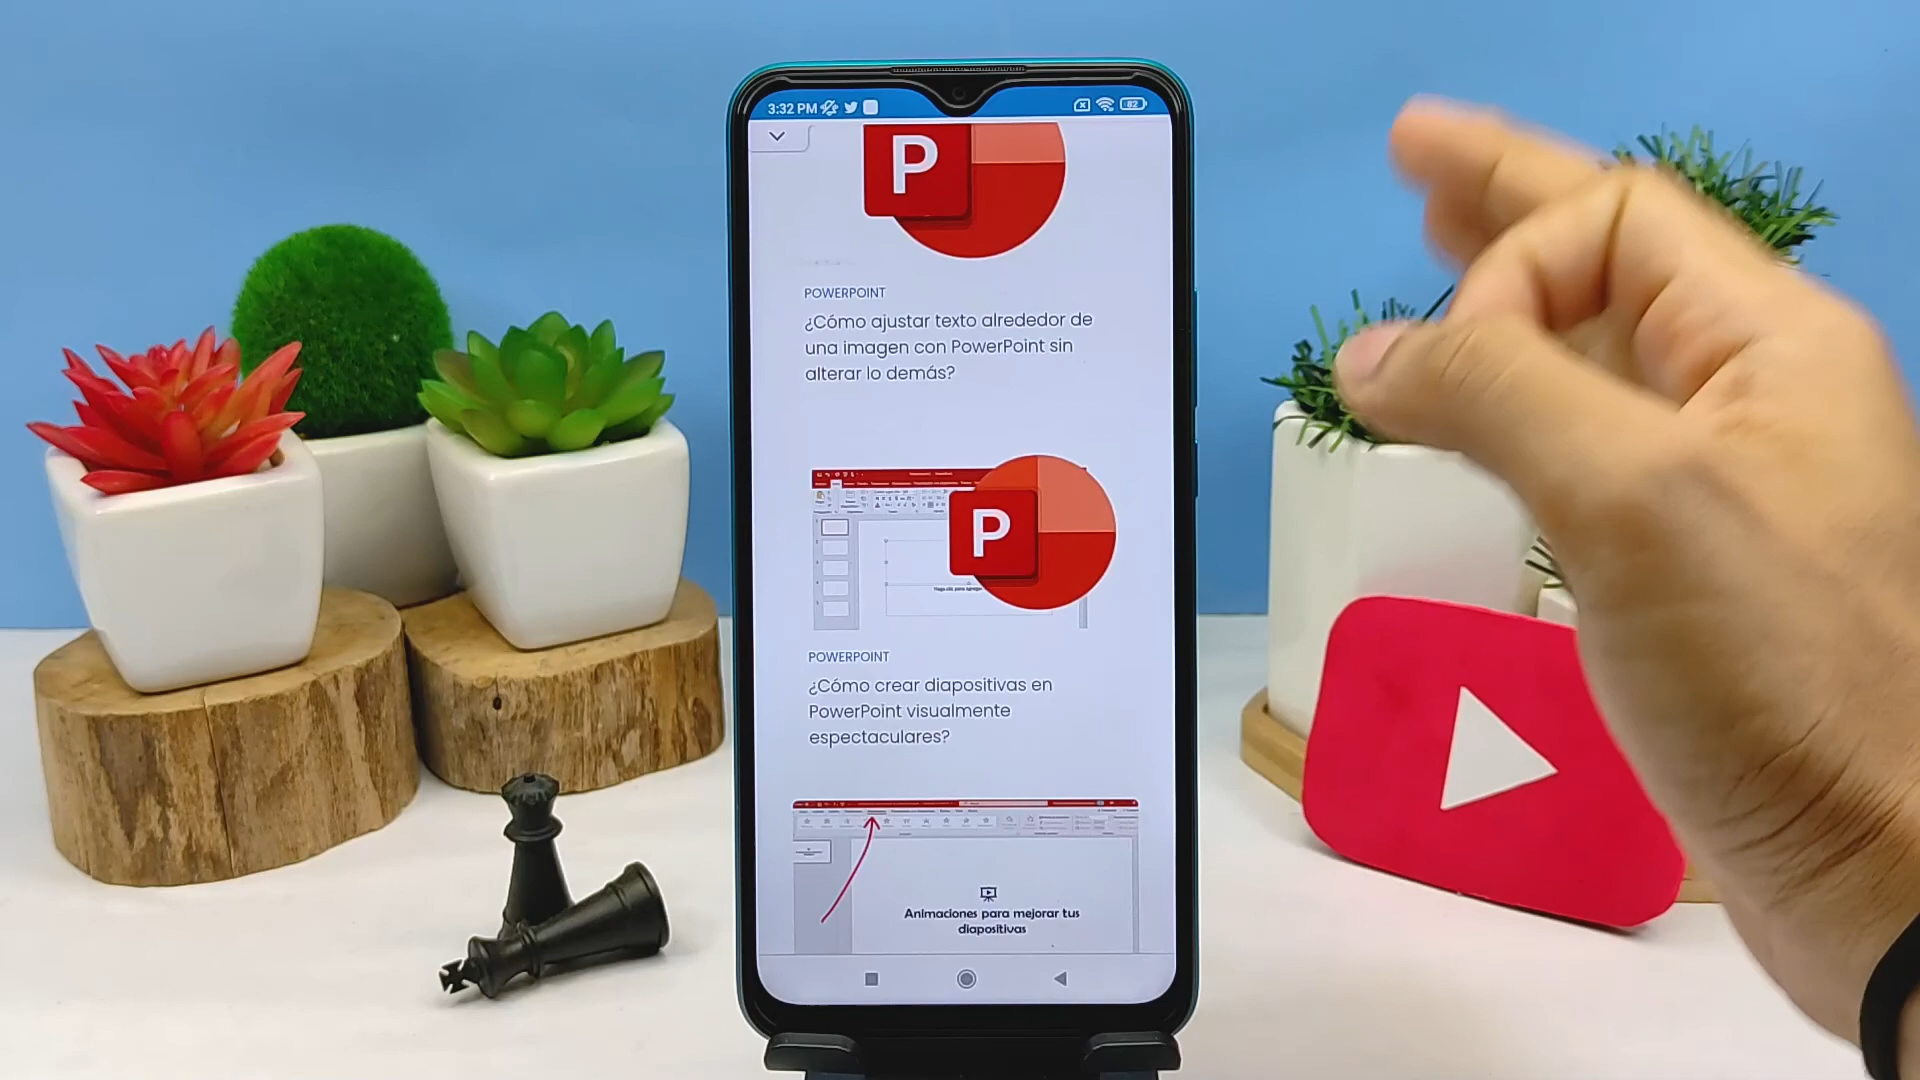 3:32 PM
82
P
POWERPOINT
¿Cómo ajustar texto alrededor de
una imagen con PowerPoint sin
alterar lo demás?
P
POWERPOINT
¿Cómo crear diapositivas en
PowerPoint visualmente
espectaculares?
Animaciones para mejorar tus
diapositivas